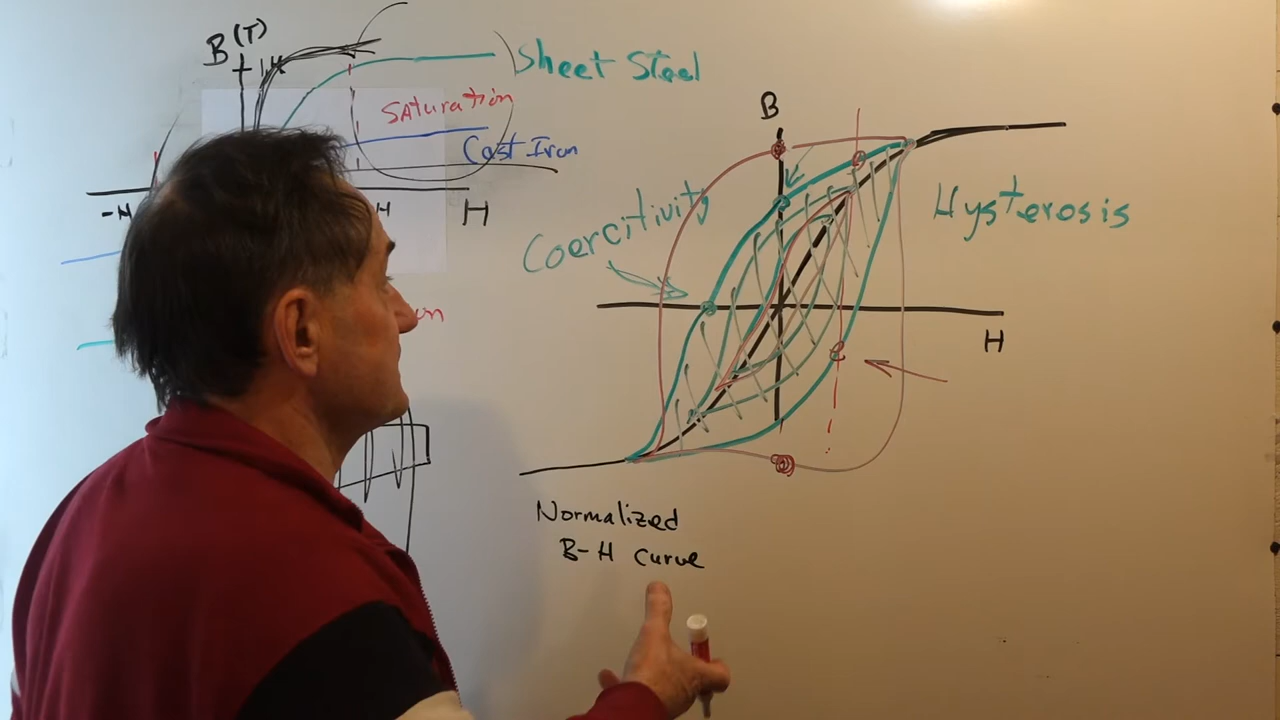 B(T)
Sheet Steel
Saturation
Cast Iron
-H
H
H
B
Coercitivity
Hysterosis
H
Normalized
B-H Curve